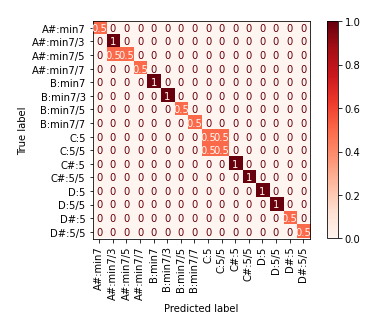 A#:min7 0.5 0 0 0 0 0 0 0 0 0 0 0 0 0 0 0
A#:min7/3 0 1 0 0 0 0 0 0 0 0 0 0 0 0 0 0
A#:min7/5 0 0.5 0.5 0 0 0 0 0 0 0 0 0 0 0 0 0
A#:min7/7 0 0 0 0.5 0 0 0 0 0 0 0 0 0 0 0 0
B:min7 0 0 0 0 1 0 0 0 0 0 0 0 0 0 0 0
B:min7/3 0 0 0 0 0 1 0 0 0 0 0 0 0 0 0 0
B:min7/5 0 0 0 0 0 0 0.5 0 0 0 0 0 0 0 0 0
B:min7/7 0 0 0 0 0 0 0 0.5 0 0 0 0 0 0 0 0
C:5 0 0 0 0 0 0 0 0 0.5 0.5 0 0 0 0 0 0
C:5/5 0 0 0 0 0 0 0 0 0.5 0.5 0 0 0 0 0 0
C#:5 0 0 0 0 0 0 0 0 0 0 1 0 0 0 0 0
C#:5/5 0 0 0 0 0 0 0 0 0 0 0 1 0 0 0 0
D:5 0 0 0 0 0 0 0 0 0 0 0 0 1 0 0 0
D:5/5 0 0 0 0 0 0 0 0 0 0 0 0 0 1 0 0
D#:5 0 0 0 0 0 0 0 0 0 0 0 0 0 0 0.5 0
D#:5/5 0 0 0 0 0 0 0 0 0 0 0 0 0 0 0 0.5
True label
A#:min7
A#:min7/3
A#:min7/5
A#:min7/7
B:min7
B:min7/3
B:min7/5
B:min7/7
C:5
C:5/5
C#:5
C#:5/5
D:5
D:5/5
D#:5
D#:5/5
Predicted label
1.0
0.8
0.6
0.4
0.2
0.0